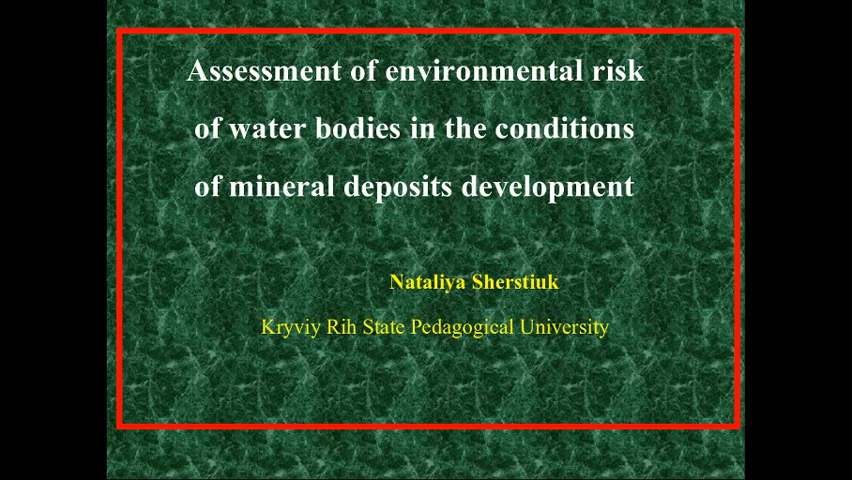 Assessment of environmental risk
of water bodies in the conditions
of mineral deposits development
Nataliya Sherstiuk
Kryviy Rih State Pedagogical University